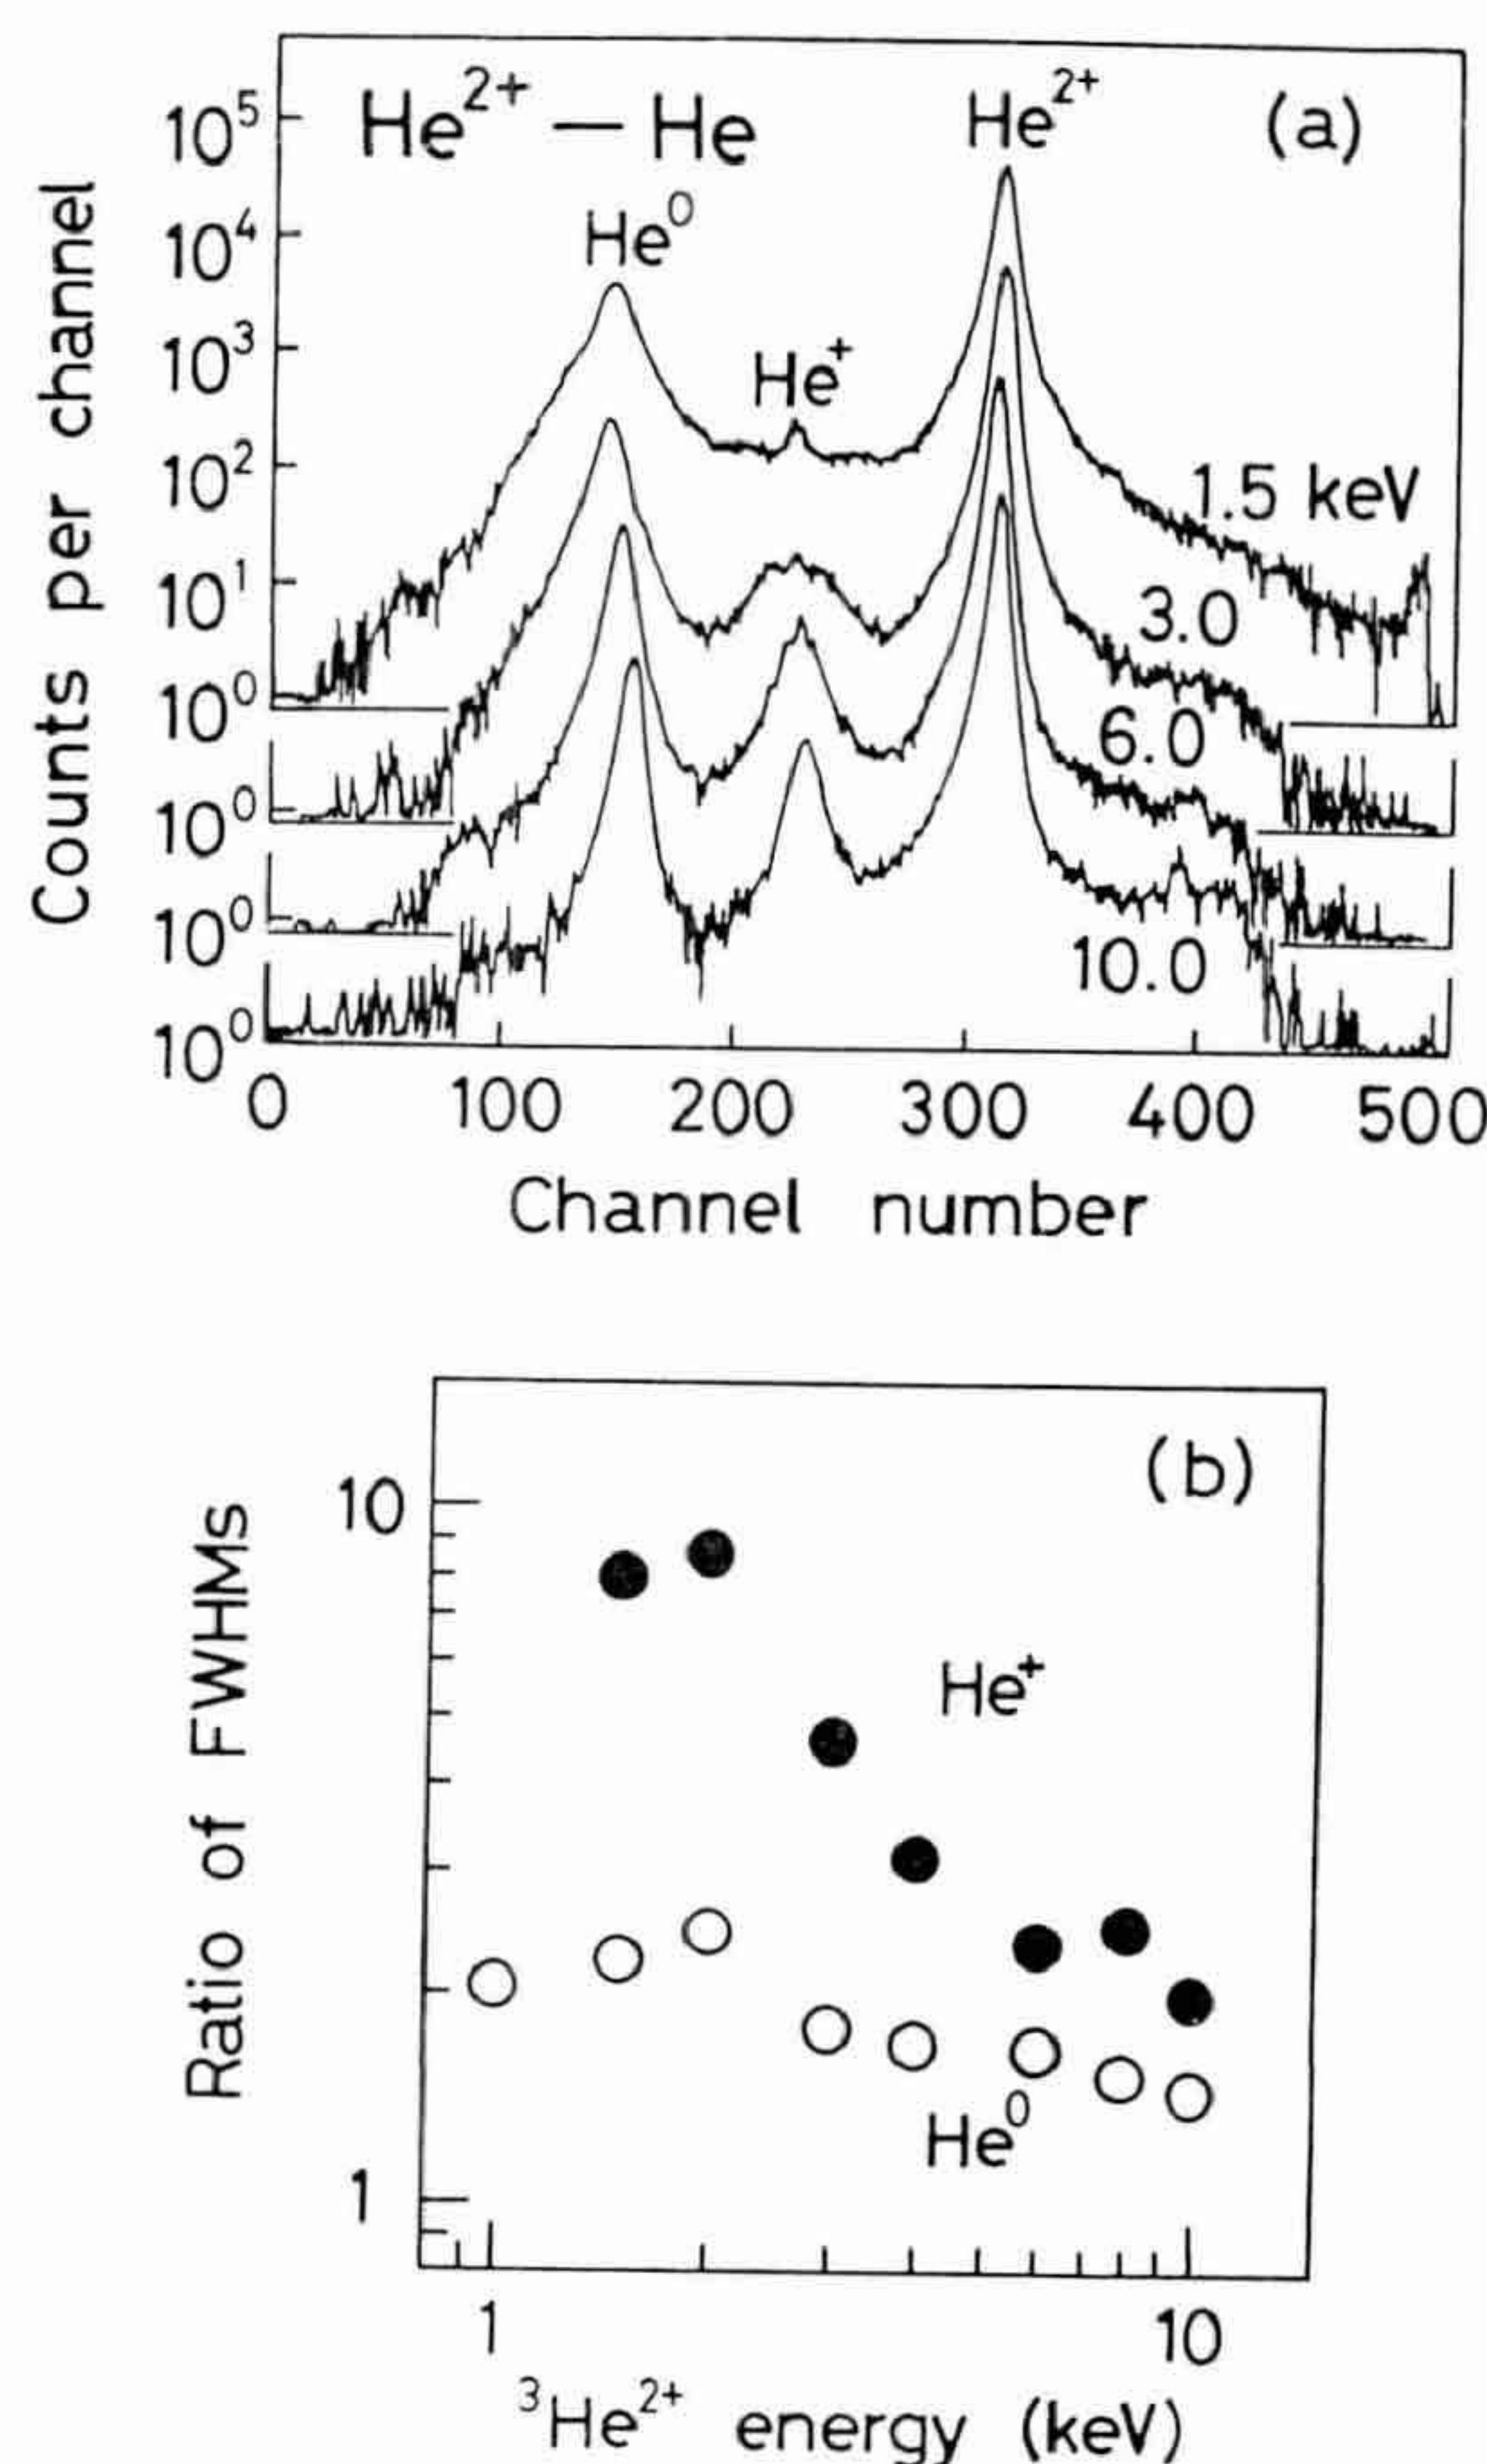 He²⁺ — He
He²⁺
(a)
He⁰
He⁺
10⁵
10⁴
10³
10²
10¹
10⁰
10⁰
10⁰
10⁰
Counts per channel
1.5 keV
3.0
6.0
10.0
0 100 200 300 400 500
Channel number
(b)
10
1
Ratio of FWHMs
He⁺
He⁰
1 10
³He²⁺ energy (keV)